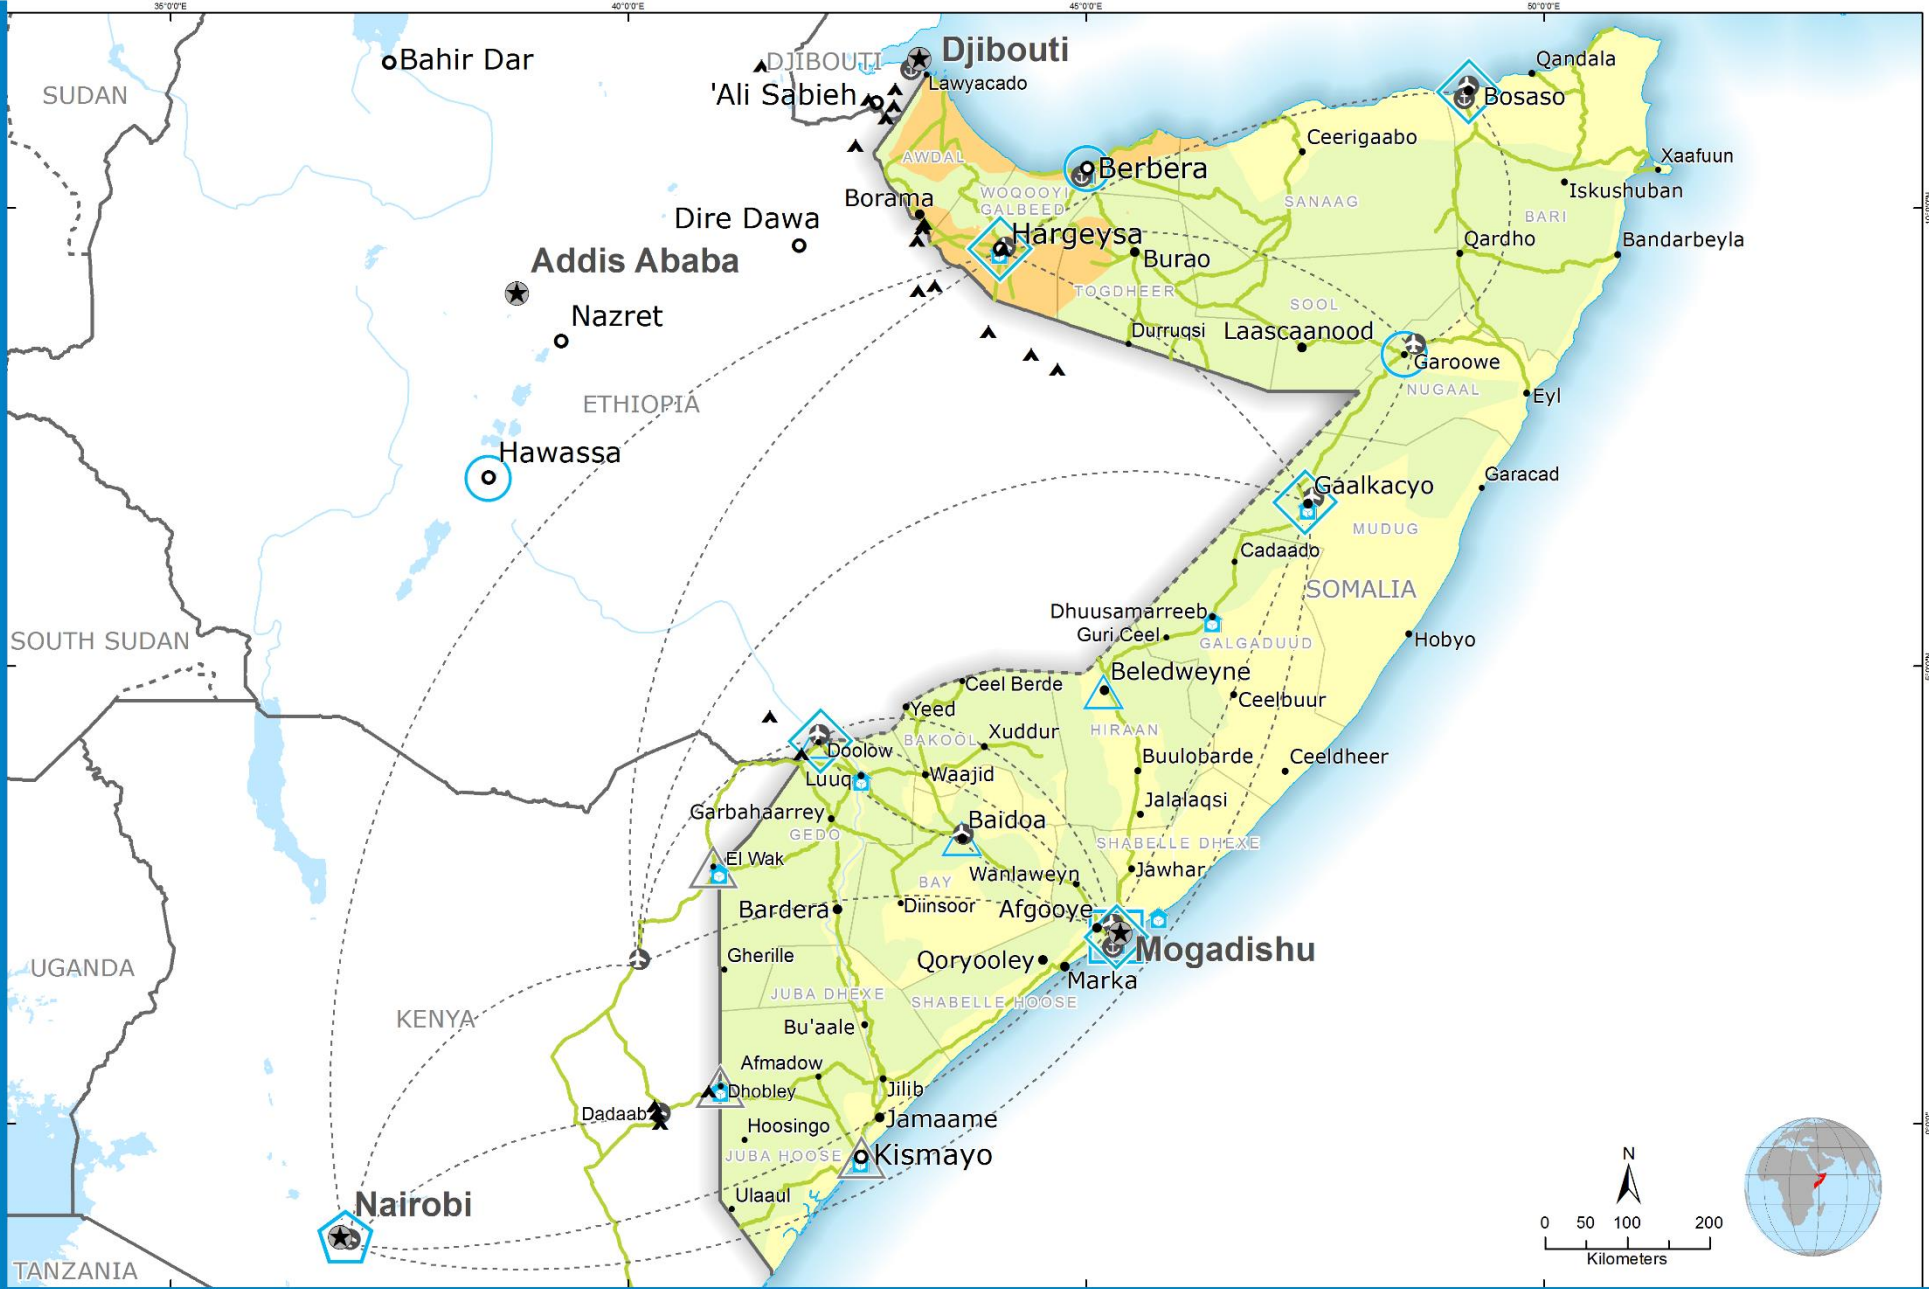 35°0'0"E
40°0'0"E
45°0'0"E
50°0'0"E
Bahir Dar
DJIBOUTI
Djibouti
Qandala
SUDAN
'Ali Sabieh
Lawyacado
Bosaso
Ceerigaabo
AWDAL
Berbera
Xaafuun
Borama
WOQOOYI
GALBEED
SANAAG
Iskushuban
BARI
Dire Dawa
Hargeysa
Qardho
Bandarbeyla
Addis Ababa
Burao
TOGDHEER
SOOL
Nazret
Durruqsi
Laascaanood
Garoowe
ETHIOPIA
NUGAAL
Eyl
Hawassa
Gaalkacyo
Garacad
MUDUG
Cadaado
SOMALIA
Dhuusamarreeb
Guri Ceel
GALGADUUD
Hobyo
SOUTH SUDAN
Beledweyne
Ceel Berde
Ceelbuur
Yeed
HIRAAN
BAKOOL
Xuddur
Doolow
Buulobarde
Ceeldheer
Luuq
Waajid
Garbahaarrey
Jalalaqsi
GEDO
Baidoa
SHABELLE DHEXE
El Wak
Wanlaweyn
Jawhar
BAY
Bardera
Diinsoor
Afgooye
Mogadishu
Gherille
Qoryooley
UGANDA
Marka
JUBA DHEXE
SHABELLE HOOSE
KENYA
Bu'aale
Afmadow
Dhobley
Jilib
Dadaab
Jamaame
Hoosingo
JUBA HOOSE
Kismayo
N
Nairobi
Ulaaul
0 50 100 200
Kilometers
TANZANIA